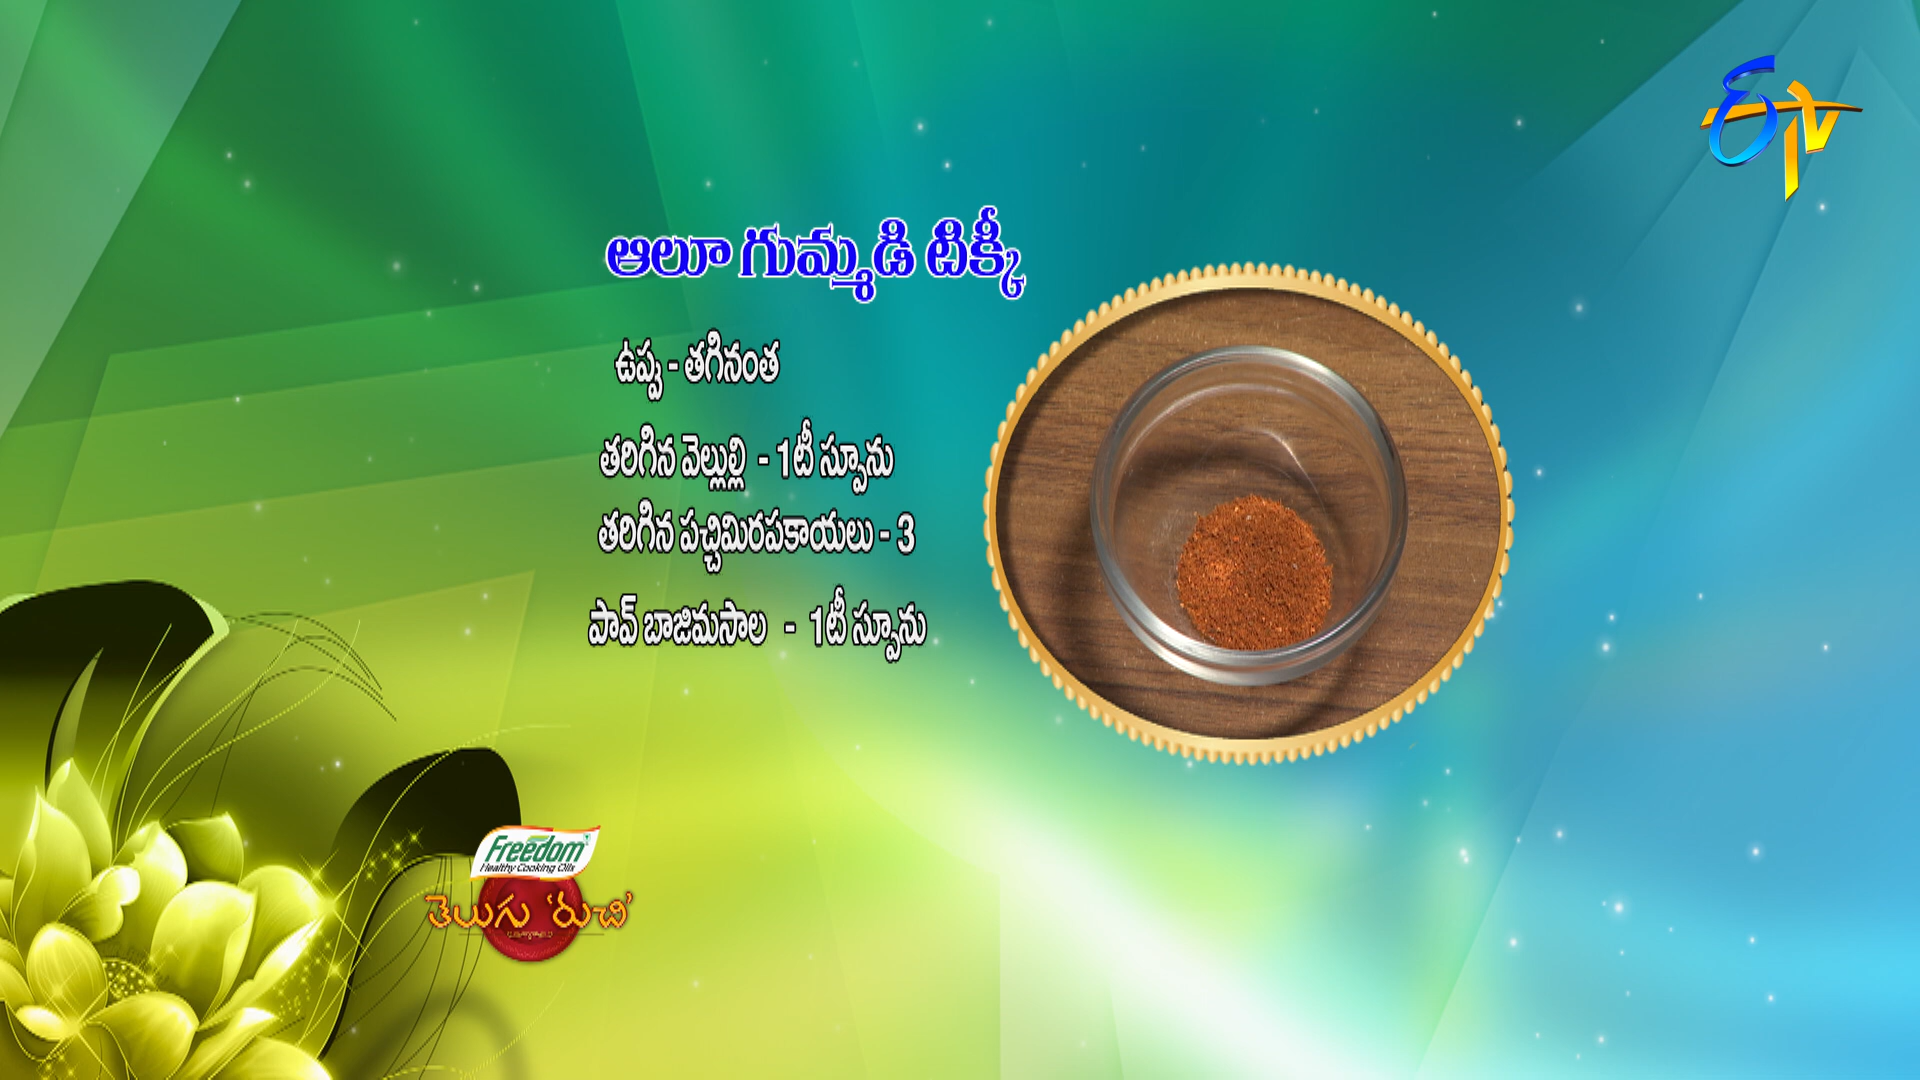 ఆలూ గుమ్మడి టిక్కీ
ఉప్పు - తగినంత
తరిగిన వెల్లుల్లి - 1టీ స్పూను
తరిగిన పచ్చిమిరపకాయలు - 3
పావ్ బాజిమసాల - 1టీ స్పూను
Freedom
Healthy Cooking Oils
తెలుగు 'రుచి'
ETV